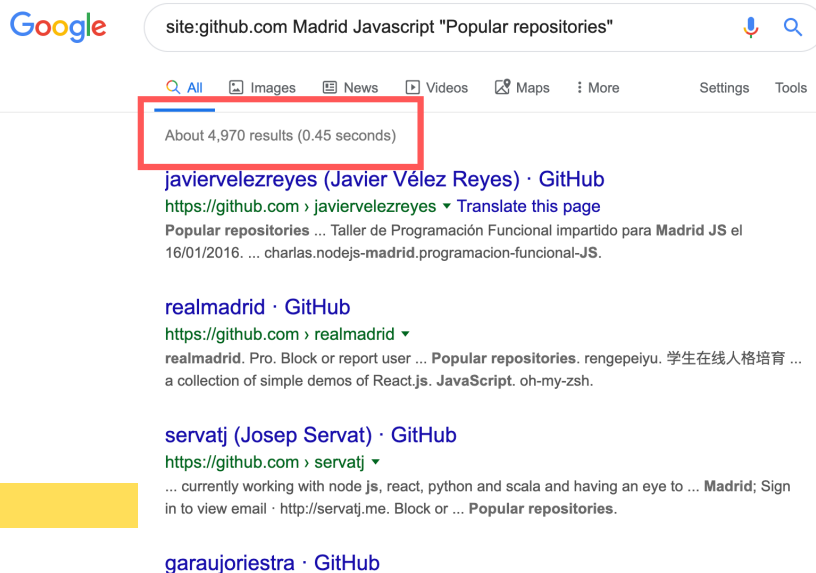 Google
site:github.com Madrid Javascript "Popular repositories"
All Images News Videos Maps More Settings Tools
About 4,970 results (0.45 seconds)
javiervelezreyes (Javier Vélez Reyes) · GitHub
https://github.com › javiervelezreyes Translate this page
Popular repositories ... Taller de Programación Funcional impartido para Madrid JS el
16/01/2016. ... charlas.nodejs-madrid.programacion-funcional-JS.
realmadrid · GitHub
https://github.com › realmadrid
realmadrid. Pro. Block or report user ... Popular repositories. rengepeiyu. 学生在线人格培育 ...
a collection of simple demos of React.js. JavaScript. oh-my-zsh.
servatj (Josep Servat) · GitHub
https://github.com › servatj
... currently working with node js, react, python and scala and having an eye to ... Madrid; Sign
in to view email · http://servatj.me. Block or ... Popular repositories.
garaujoriestra · GitHub